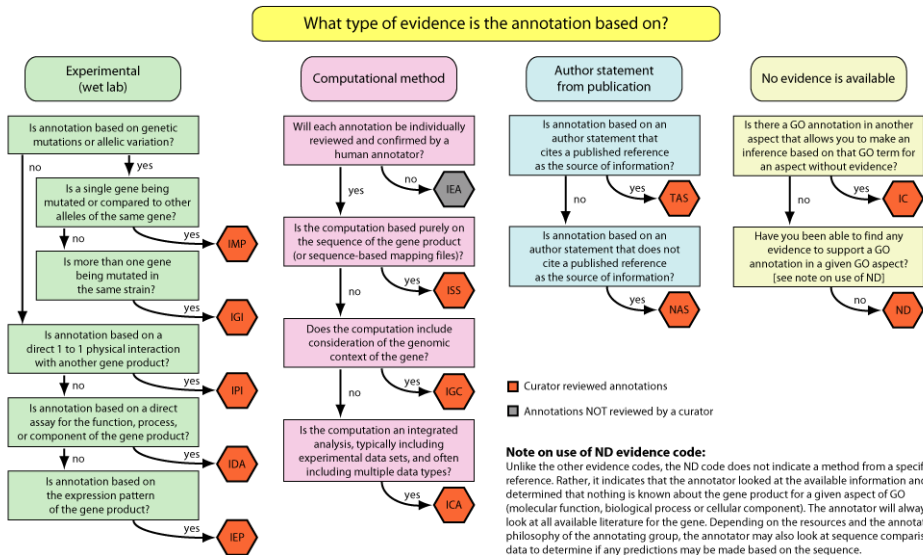 What type of evidence is the annotation based on?
Experimental
(wet lab)
Is annotation based on genetic
mutations or allelic variation?
no
yes
Is a single gene being
mutated or compared to other
alleles of the same gene?
no
yes
IMP
Is more than one gene
being mutated in
the same strain?
yes
IGI
Is annotation based on a
direct 1 to 1 physical interaction
with another gene product?
no
yes
IPI
Is annotation based on a direct
assay for the function, process,
or component of the gene product?
no
yes
IDA
Is annotation based on
the expression pattern
of the gene product?
yes
IEP
Computational method
Will each annotation be individually
reviewed and confirmed by a
human annotator?
yes
no
IEA
Is the computation based purely on
the sequence of the gene product
(or sequence-based mapping files)?
no
yes
ISS
Does the computation include
consideration of the genomic
context of the gene?
no
yes
IGC
Is the computation an integrated
analysis, typically including
experimental data sets, and often
including multiple data types?
yes
ICA
Author statement
from publication
Is annotation based on an
author statement that
cites a published reference
as the source of information?
no
yes
TAS
Is annotation based on an
author statement that does not
cite a published reference
as the source of information?
yes
NAS
No evidence is available
Is there a GO annotation in another
aspect that allows you to make an
inference based on that GO term for
an aspect without evidence?
no
yes
IC
Have you been able to find any
evidence to support a GO
annotation in a given GO aspect?
[see note on use of ND]
no
ND
Curator reviewed annotations
Annotations NOT reviewed by a curator
Note on use of ND evidence code:
Unlike the other evidence codes, the ND code does not indicate a method from a specif
reference. Rather, it indicates that the annotator looked at the available information and
determined that nothing is known about the gene product for a given aspect of GO
(molecular function, biological process or cellular component). The annotator will alway
look at all available literature for the gene. Depending on the resources and the annotat
philosophy of the annotating group, the annotator may also look at sequence compari
data to determine if any predictions may be made based on the sequence.